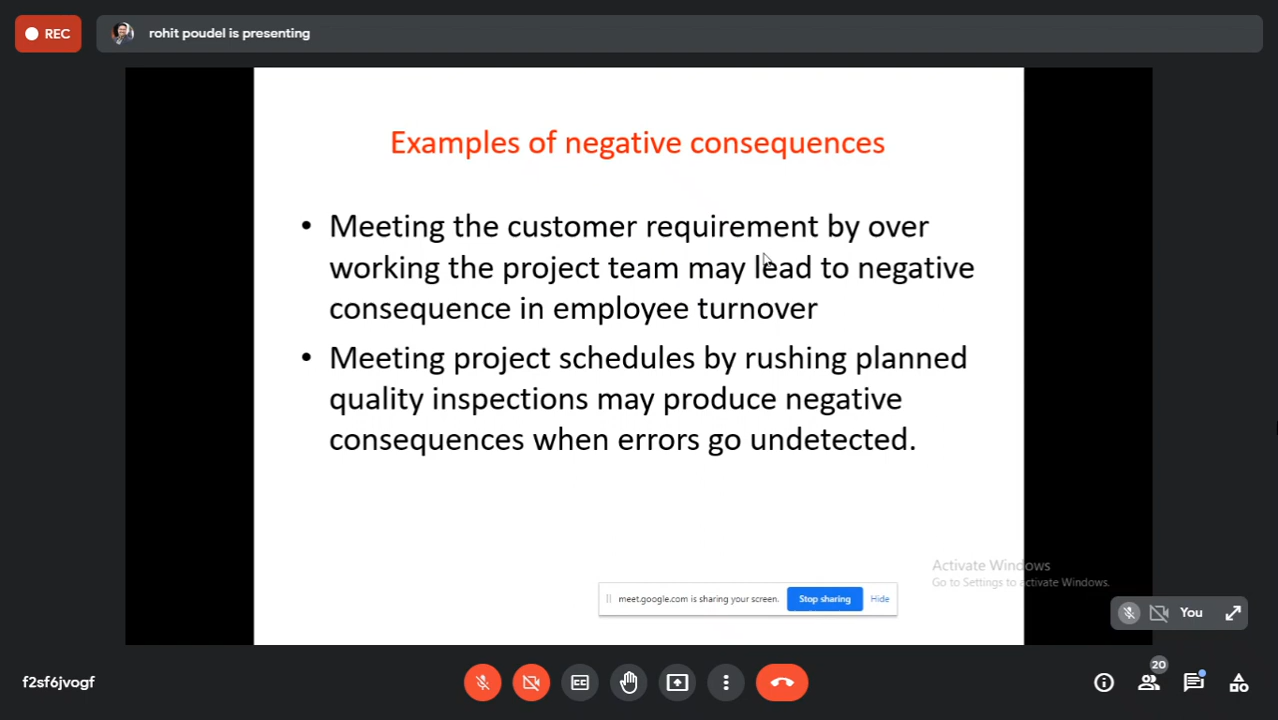 REC
rohit poudel is presenting
Examples of negative consequences
• Meeting the customer requirement by over
working the project team may lead to negative
consequence in employee turnover
• Meeting project schedules by rushing planned
quality inspections may produce negative
consequences when errors go undetected.
Activate Windows
Go to Settings to activate Windows.
meet.google.com is sharing your screen.
Stop sharing
Hide
You
f2sf6jvogf
CC
20